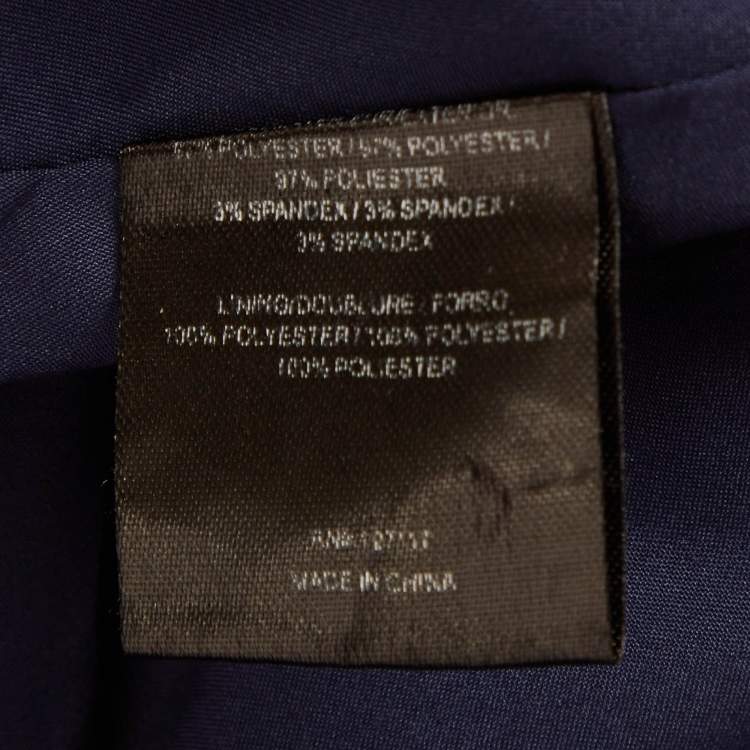 97% POLYESTER / 97% POLYESTER /
97% POLIESTER
3% SPANDEX / 3% SPANDEX /
3% SPANDEX
LINING/DOUBLURE / FORRO
100% POLYESTER / 100% POLYESTER /
100% POLIESTER
MADE IN CHINA